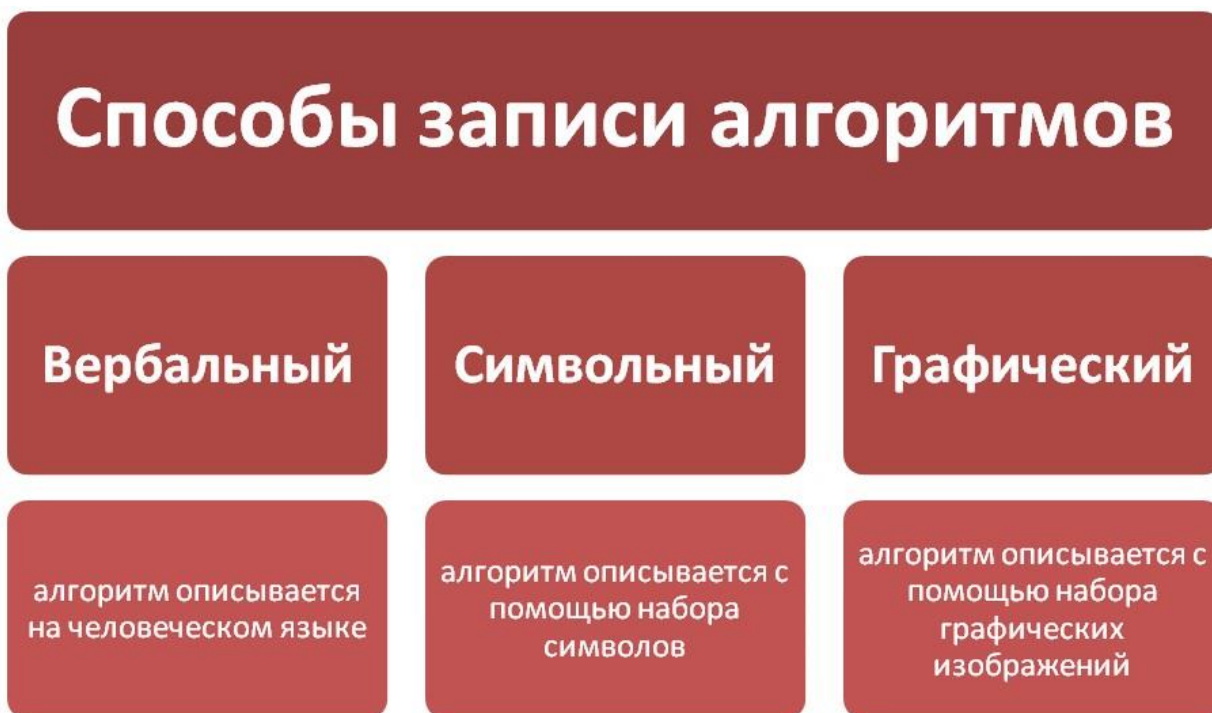 Способы записи алгоритмов
Вербальный
Символьный
Графический
алгоритм описывается
на человеческом языке
алгоритм описывается с
помощью набора
символов
алгоритм описывается с
помощью набора
графических
изображений